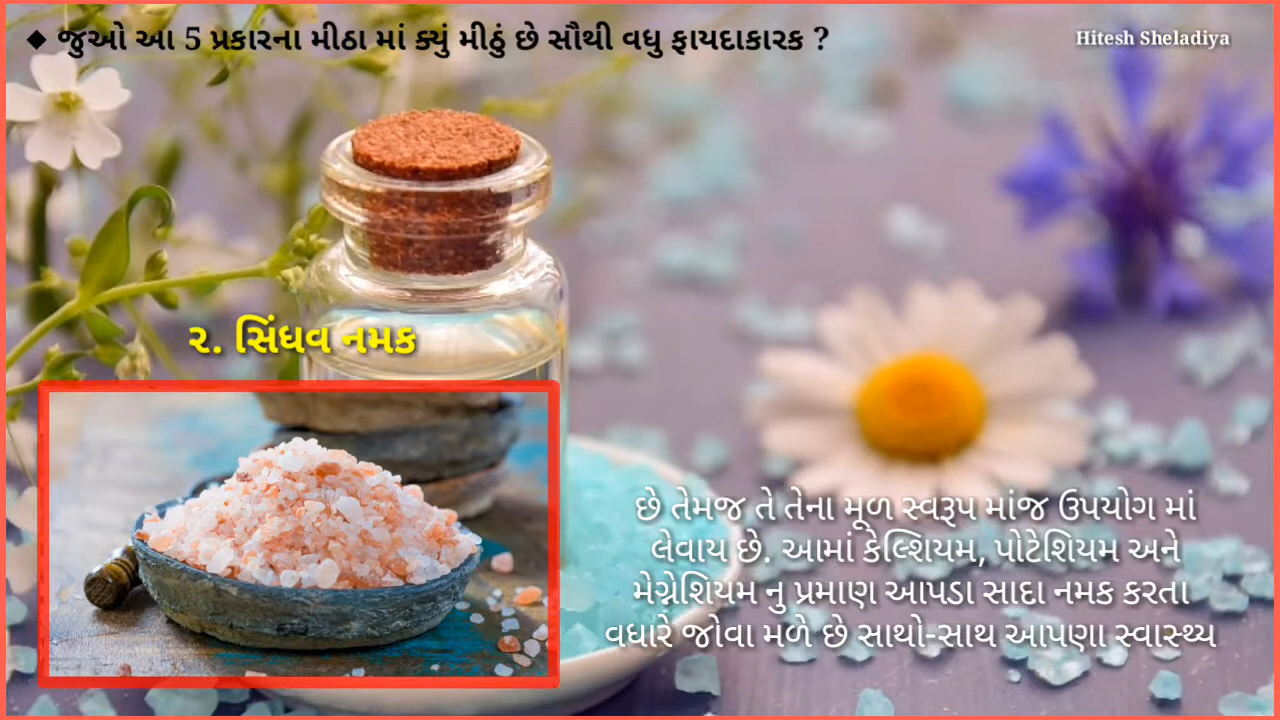 ◆ જુઓ આ 5 પ્રકારના મીઠા માં ક્યું મીઠું છે સૌથી વધુ ફાયદાકારક ?
Hitesh Sheladiya
૨. સિંધવ નમક
છે તેમજ તે તેના મૂળ સ્વરૂપ માંજ ઉપયોગ માં
લેવાય છે. આમાં કેલ્શિયમ, પોટેશિયમ અને
મેગ્નેશિયમ નુ પ્રમાણ આપડા સાદા નમક કરતા
વધારે જોવા મળે છે સાથો-સાથ આપણા સ્વાસ્થ્ય